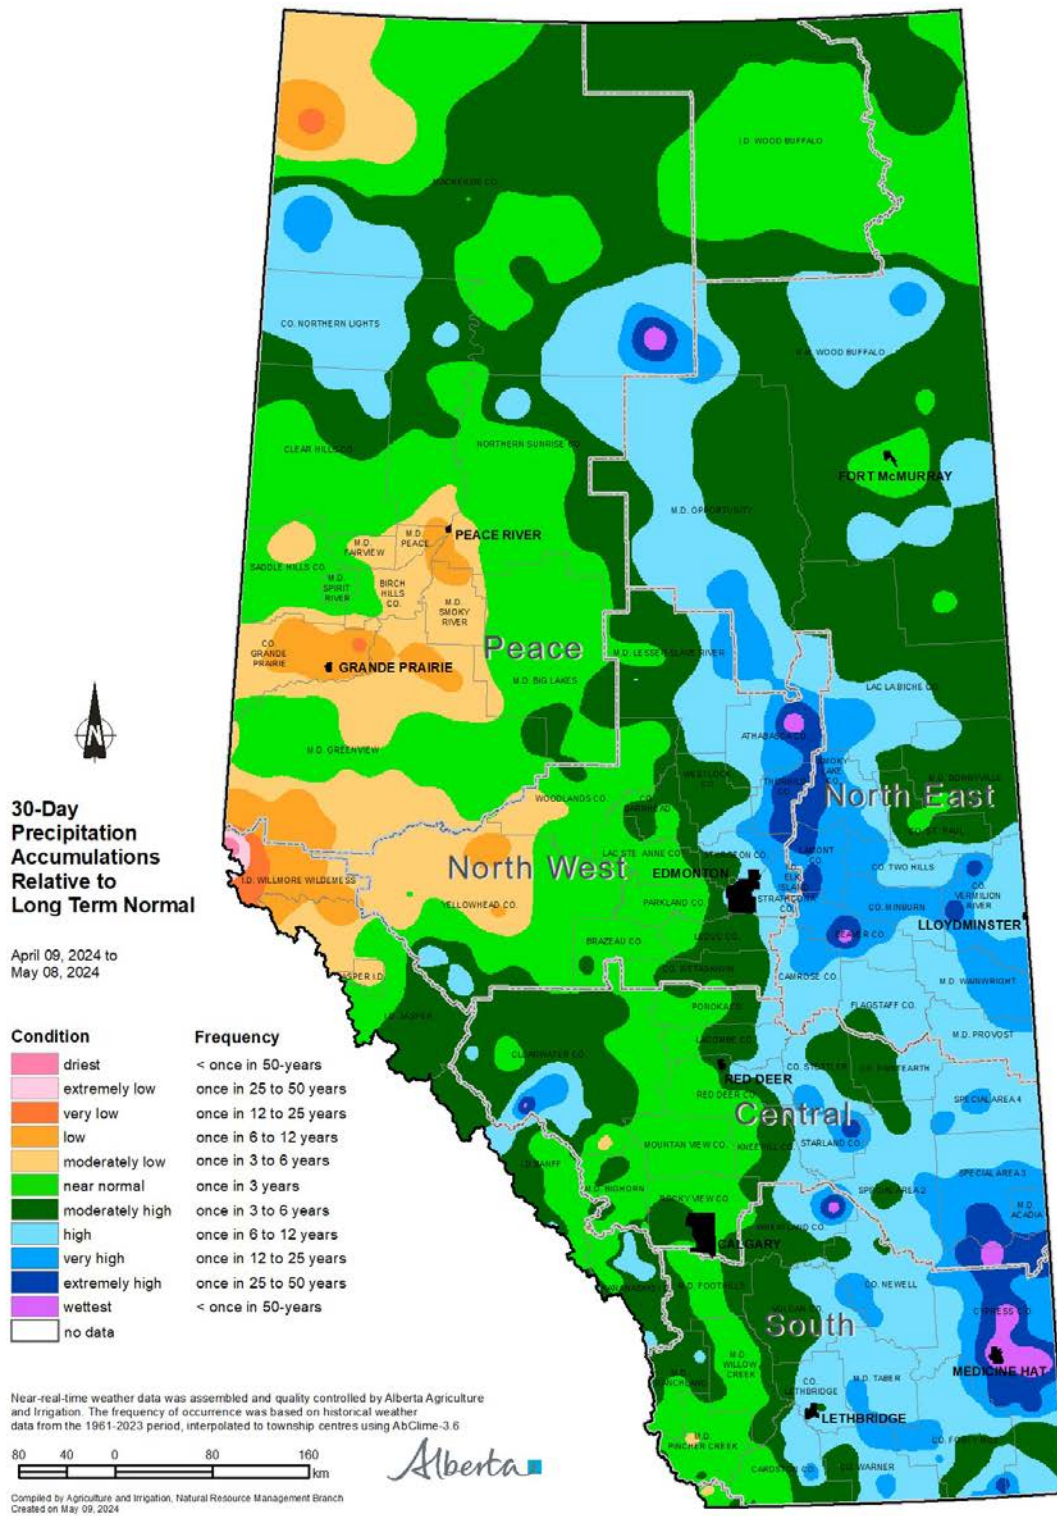 I.D. WOOD BUFFALO
MACKENZIE CO.
CO. NORTHERN LIGHTS
R.M. WOOD BUFFALO
CLEAR HILLS CO.
NORTHERN SUNRISE CO.
FORT McMURRAY
M.D. OPPORTUNITY
M.D.
PEACE
PEACE RIVER
M.D.
FAIRVIEW
SADDLE HILLS CO.
M.D.
SPIRIT
RIVER
BIRCH
HILLS
CO.
M.D.
SMOKY
RIVER
CO.
GRANDE
PRAIRIE
GRANDE PRAIRIE
Peace
M.D. LESSER SLAVE RIVER
M.D. BIG LAKES
LAC LA BICHE CO.
ATHABASCA CO.
M.D. GREENVIEW
N
WESTLOCK
CO.
THORHILD
CO.
SMOKY
LAKE
CO.
M.D. BONNYVILLE
North East
WOODLANDS CO.
CO.
BARRHEAD
CO. ST. PAUL
30-Day
Precipitation
Accumulations
Relative to
Long Term Normal
April 09, 2024 to
May 08, 2024
LAC STE. ANNE CO.
STURGEON CO.
LAMONT
CO.
North West
EDMONTON
CO. TWO HILLS
I.D. WILLMORE WILDERNESS
ELK
ISLAND
STRATHCONA
CO.
CO.
VERMILION
RIVER
YELLOWHEAD CO.
PARKLAND CO.
CO. MINBURN
LLOYDMINSTER
BRAZEAU CO.
LEDUC CO.
BEAVER CO.
CO. WETASKIWIN
CAMROSE CO.
JASPER I.D.
M.D. WAINWRIGHT
I.D. JASPER
PONOKA CO.
FLAGSTAFF CO.
M.D. PROVOST
CLEARWATER CO.
LACOMBE CO.
CO. STETTLER
CO. PAINTEARTH
RED DEER
RED DEER CO.
SPECIAL AREA 4
Central
MOUNTAIN VIEW CO.
KNEEHILL CO.
STARLAND CO.
I.D. BANFF
M.D. BIGHORN
SPECIAL AREA 3
ROCKY VIEW CO.
SPECIAL AREA 2
M.D.
ACADIA
WHEATLAND CO.
CALGARY
M.D. FOOTHILLS
CO. NEWELL
VULCAN CO.
CYPRESS CO.
South
M.D.
RANCHLAND
M.D.
WILLOW
CREEK
CO.
LETHBRIDGE
M.D. TABER
MEDICINE HAT
LETHBRIDGE
M.D.
PINCHER CREEK
CO. FORTY MILE
CARDSTON CO.
CO. WARNER
Condition Frequency
driest < once in 50-years
extremely low once in 25 to 50 years
very low once in 12 to 25 years
low once in 6 to 12 years
moderately low once in 3 to 6 years
near normal once in 3 years
moderately high once in 3 to 6 years
high once in 6 to 12 years
very high once in 12 to 25 years
extremely high once in 25 to 50 years
wettest < once in 50-years
no data
Near-real-time weather data was assembled and quality controlled by Alberta Agriculture
and Irrigation. The frequency of occurrence was based on historical weather
data from the 1961-2023 period, interpolated to township centres using AbClime-3.6
80 40 0 80 160
km
Alberta
Compiled by Agriculture and Irrigation, Natural Resource Management Branch
Created on May 09, 2024